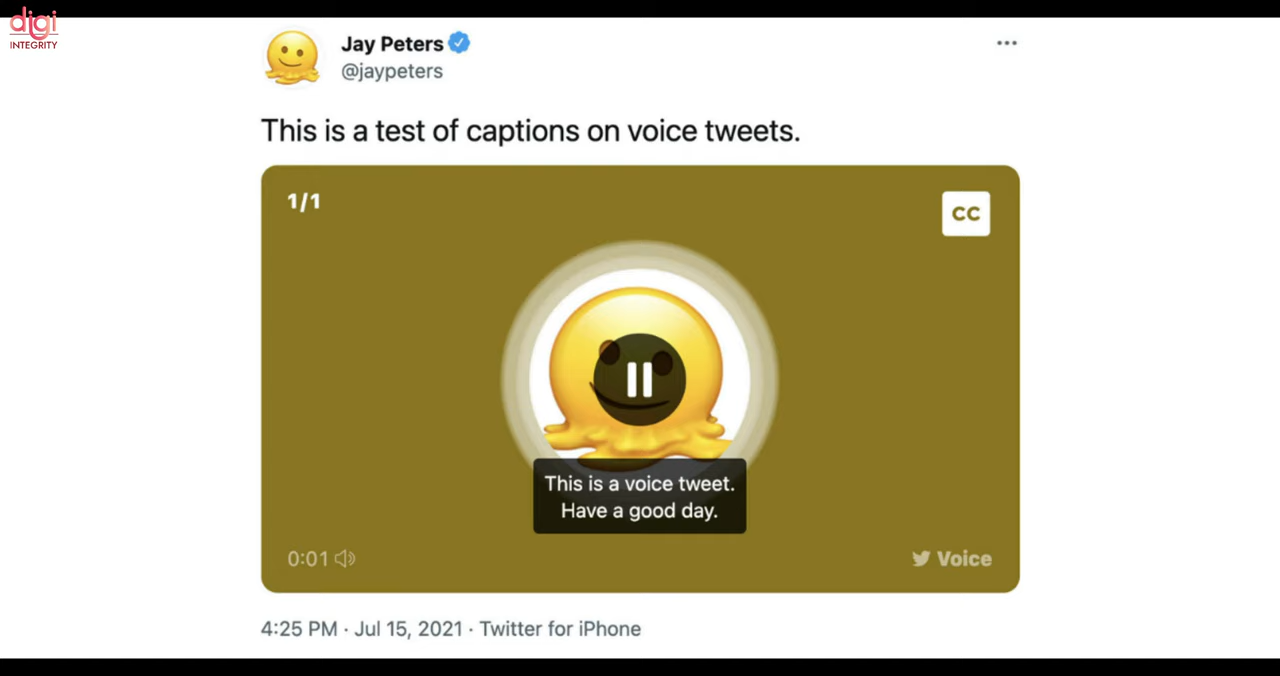 digi
INTEGRITY
Jay Peters
@jaypeters
This is a test of captions on voice tweets.
1/1
CC
This is a voice tweet.
Have a good day.
0:01
Voice
4:25 PM · Jul 15, 2021 · Twitter for iPhone